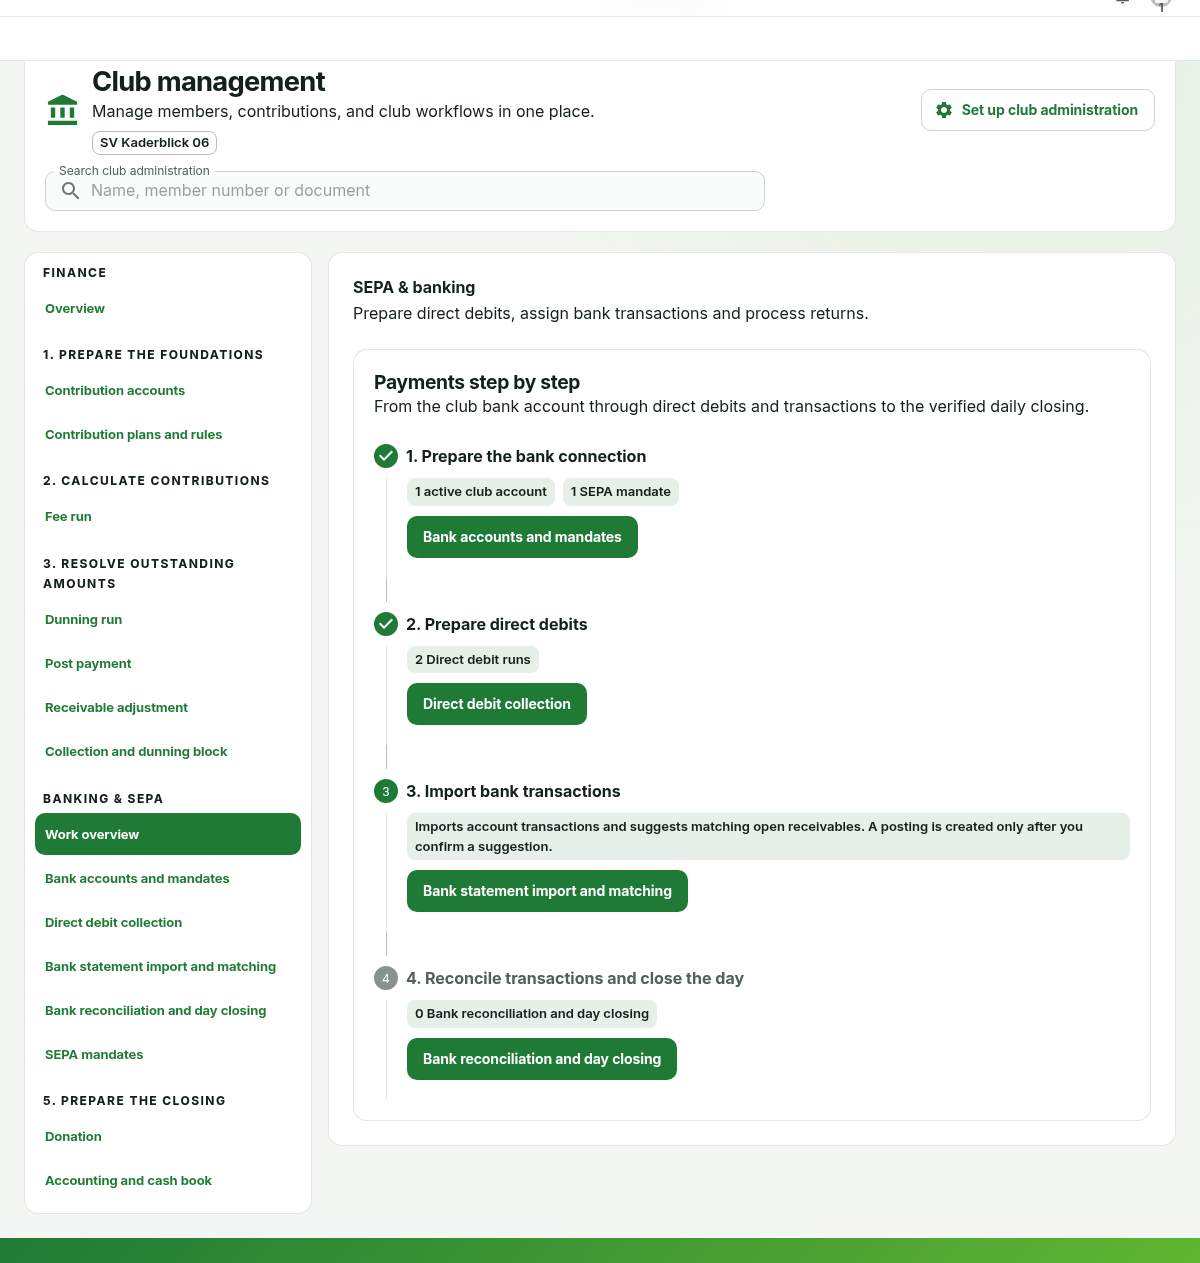 1
Club management
Manage members, contributions, and club workflows in one place.
SV Kaderblick 06
Set up club administration
Search club administration
Name, member number or document
FINANCE
Overview
1. PREPARE THE FOUNDATIONS
Contribution accounts
Contribution plans and rules
2. CALCULATE CONTRIBUTIONS
Fee run
3. RESOLVE OUTSTANDING
AMOUNTS
Dunning run
Post payment
Receivable adjustment
Collection and dunning block
BANKING & SEPA
Work overview
Bank accounts and mandates
Direct debit collection
Bank statement import and matching
Bank reconciliation and day closing
SEPA mandates
5. PREPARE THE CLOSING
Donation
Accounting and cash book
SEPA & banking
Prepare direct debits, assign bank transactions and process returns.
Payments step by step
From the club bank account through direct debits and transactions to the verified daily closing.
1. Prepare the bank connection
1 active club account
1 SEPA mandate
Bank accounts and mandates
2. Prepare direct debits
2 Direct debit runs
Direct debit collection
3
3. Import bank transactions
Imports account transactions and suggests matching open receivables. A posting is created only after you
confirm a suggestion.
Bank statement import and matching
4
4. Reconcile transactions and close the day
0 Bank reconciliation and day closing
Bank reconciliation and day closing